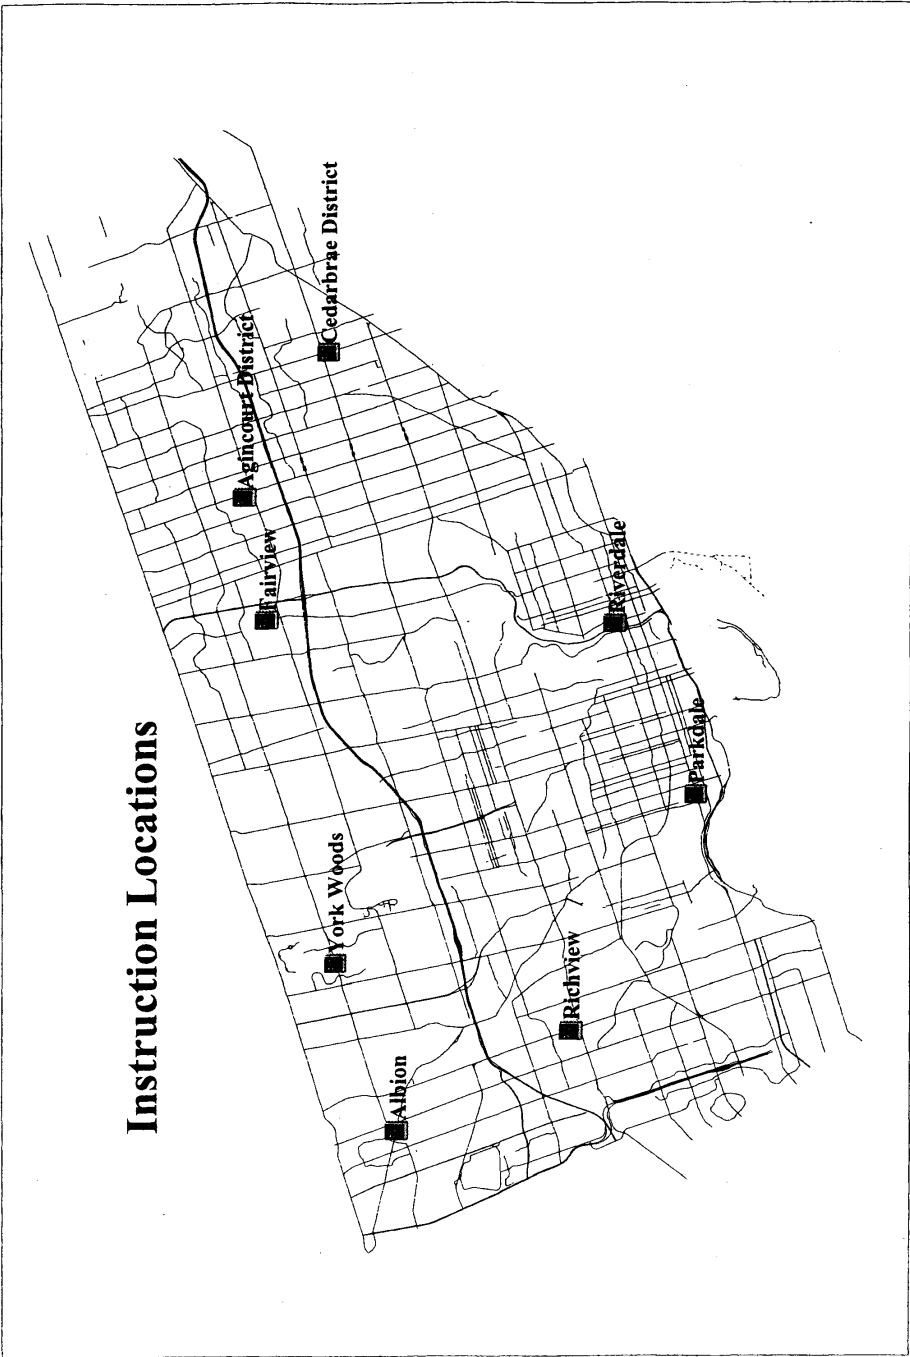 Instruction Locations
Cedarbrae District
Agincourt District
Fairview
Riverdale
Parkdale
York Woods
Richview
Albion